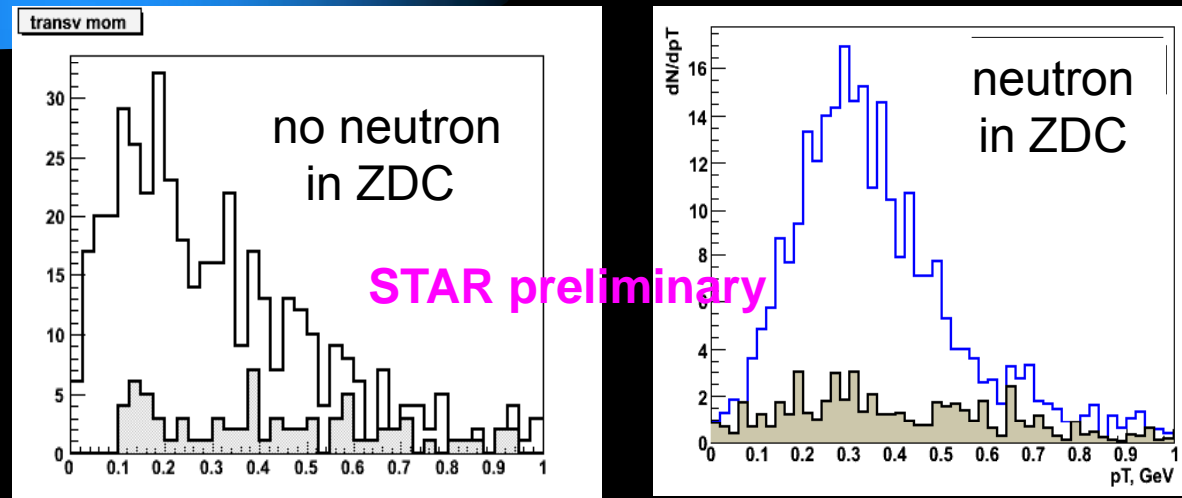 transv mom
30
25
20
15
10
5
0
0 0.1 0.2 0.3 0.4 0.5 0.6 0.7 0.8 0.9 1
no neutron
in ZDC
STAR preliminary
dN/dpT
16
14
12
10
8
6
4
2
0
0 0.1 0.2 0.3 0.4 0.5 0.6 0.7 0.8 0.9 1
pT, GeV
neutron
in ZDC